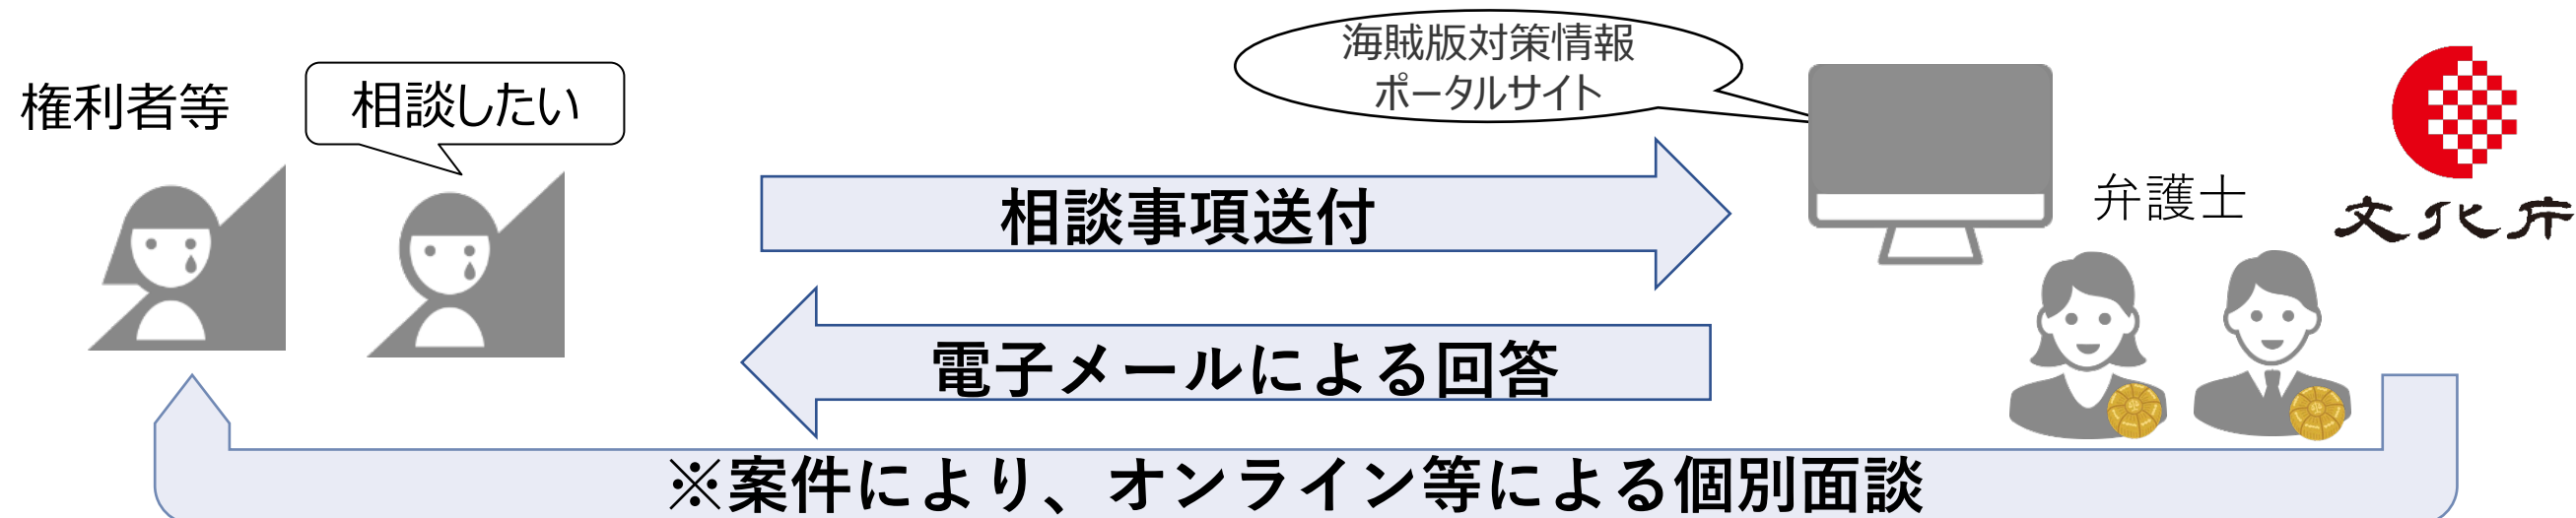 権利者等
相談したい
海賊版対策情報
ポータルサイト
弁護士
文化庁
相談事項送付
電子メールによる回答
※案件により、オンライン等による個別面談